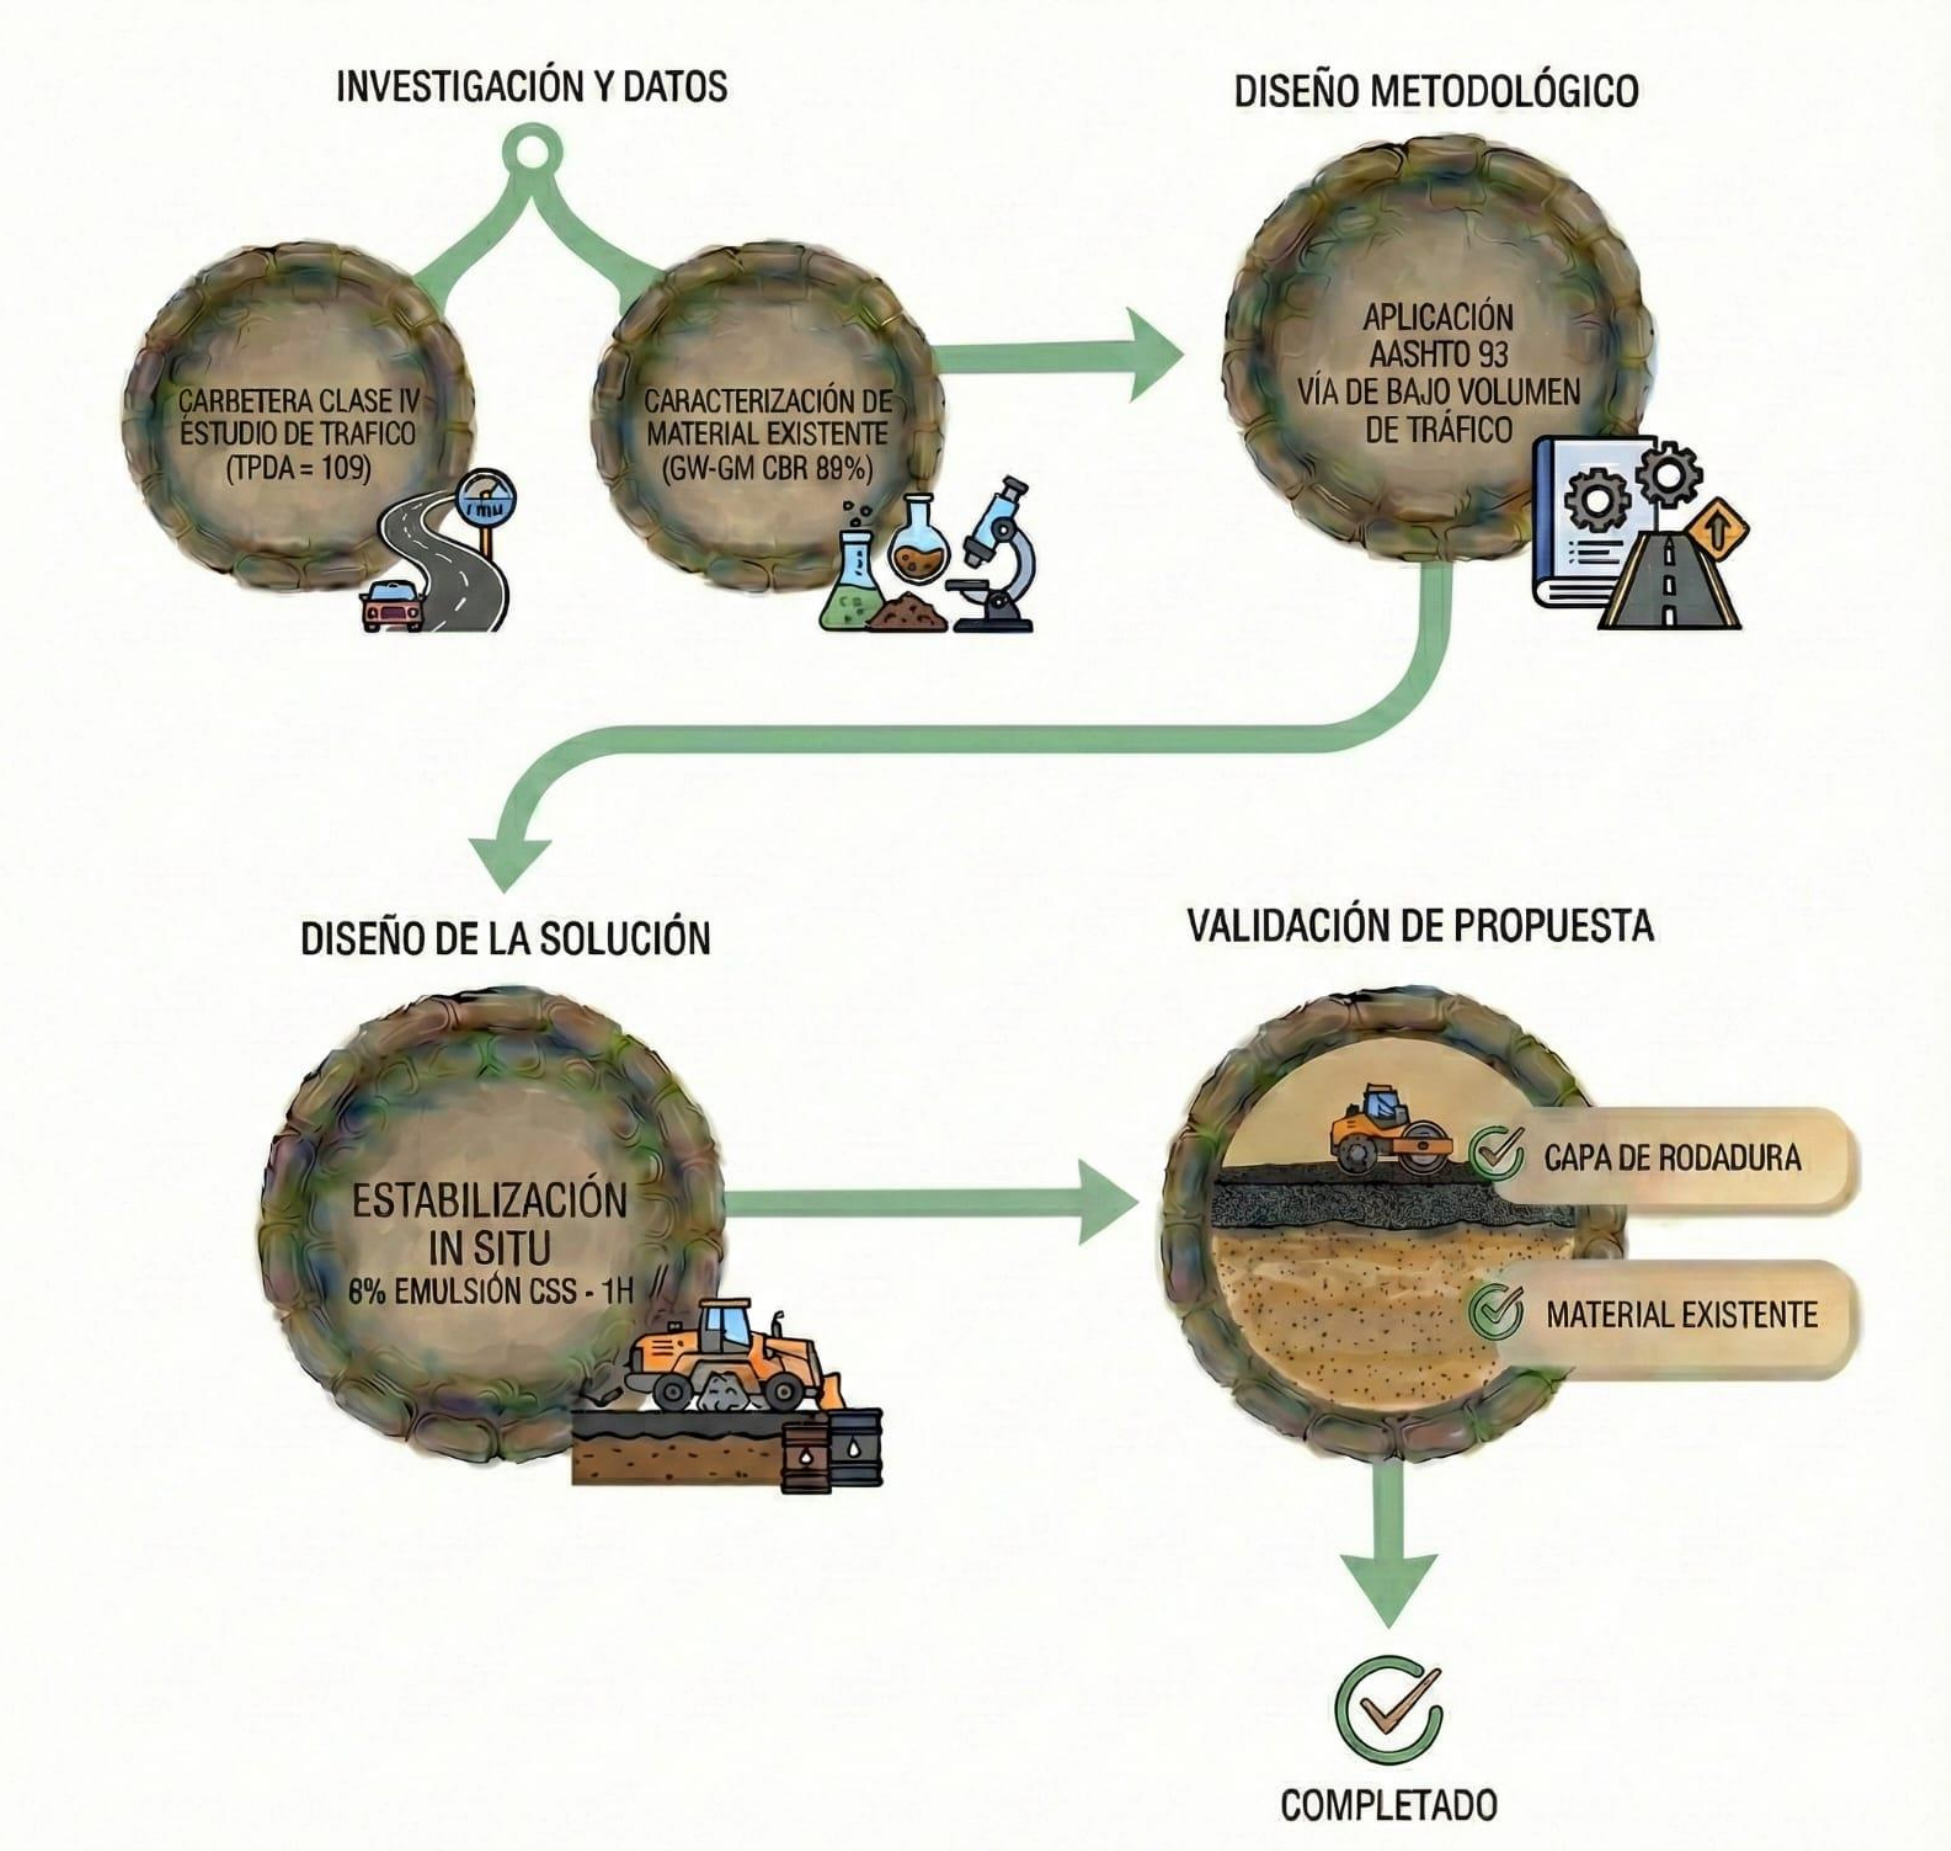 INVESTIGACIÓN Y DATOS
CARBETERA CLASE IV
ÉSTUDIO DE TRAFICO
(TPDA = 109)
CARACTERIZACIÓN DE
MATERIAL EXISTENTE
(GW-GM CBR 89%)
DISEÑO METODOLÓGICO
APLICACIÓN
AASHTO 93
VÍA DE BAJO VOLUMEN
DE TRÁFICO
DISEÑO DE LA SOLUCIÓN
ESTABILIZACIÓN
IN SITU
6% EMULSIÓN CSS - 1H
VALIDACIÓN DE PROPUESTA
CAPA DE RODADURA
MATERIAL EXISTENTE
COMPLETADO